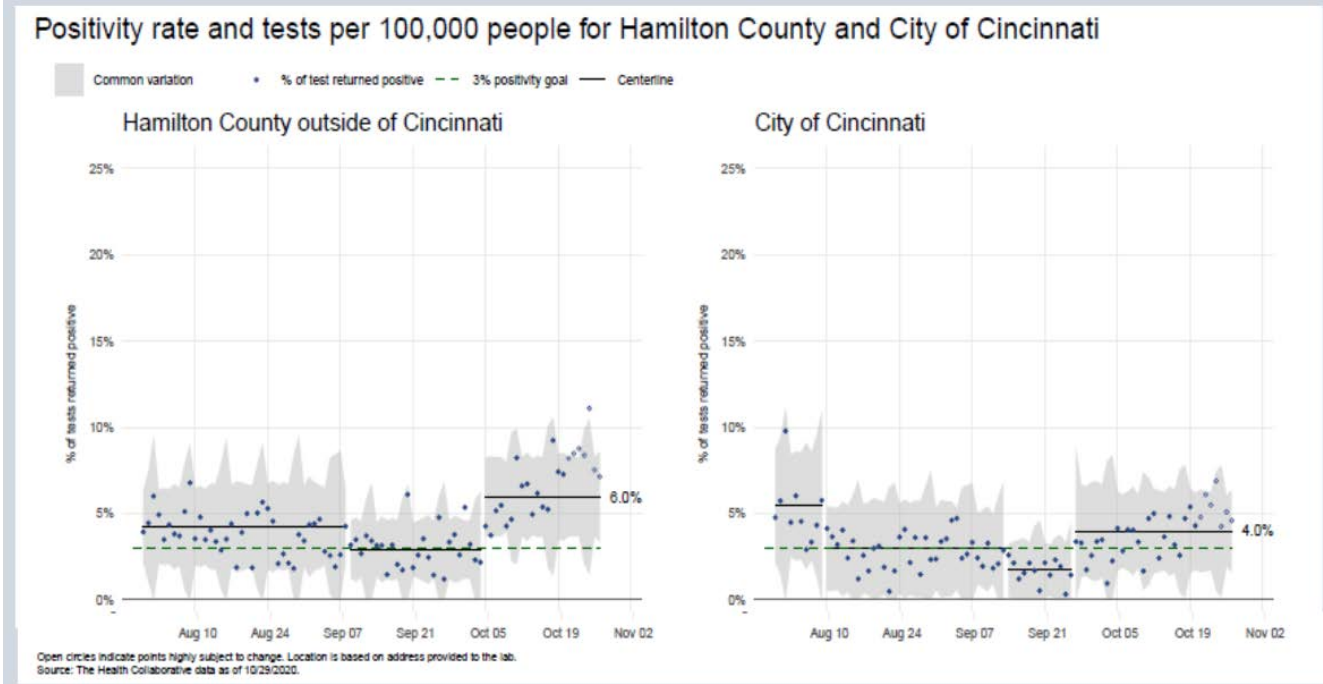 Positivity rate and tests per 100,000 people for Hamilton County and City of Cincinnati
Common variation % of test returned positive 3% positivity goal Centerline
Hamilton County outside of Cincinnati
25%
20%
15%
10%
5%
0%
-
% of tests returned positive
6.0%
Aug 10 Aug 24 Sep 07 Sep 21 Oct 05 Oct 19 Nov 02
City of Cincinnati
25%
20%
15%
10%
5%
0%
-
% of tests returned positive
4.0%
Aug 10 Aug 24 Sep 07 Sep 21 Oct 05 Oct 19 Nov 02
Open circles indicate points highly subject to change. Location is based on address provided to the lab.
Source: The Health Collaborative data as of 10/29/2020.